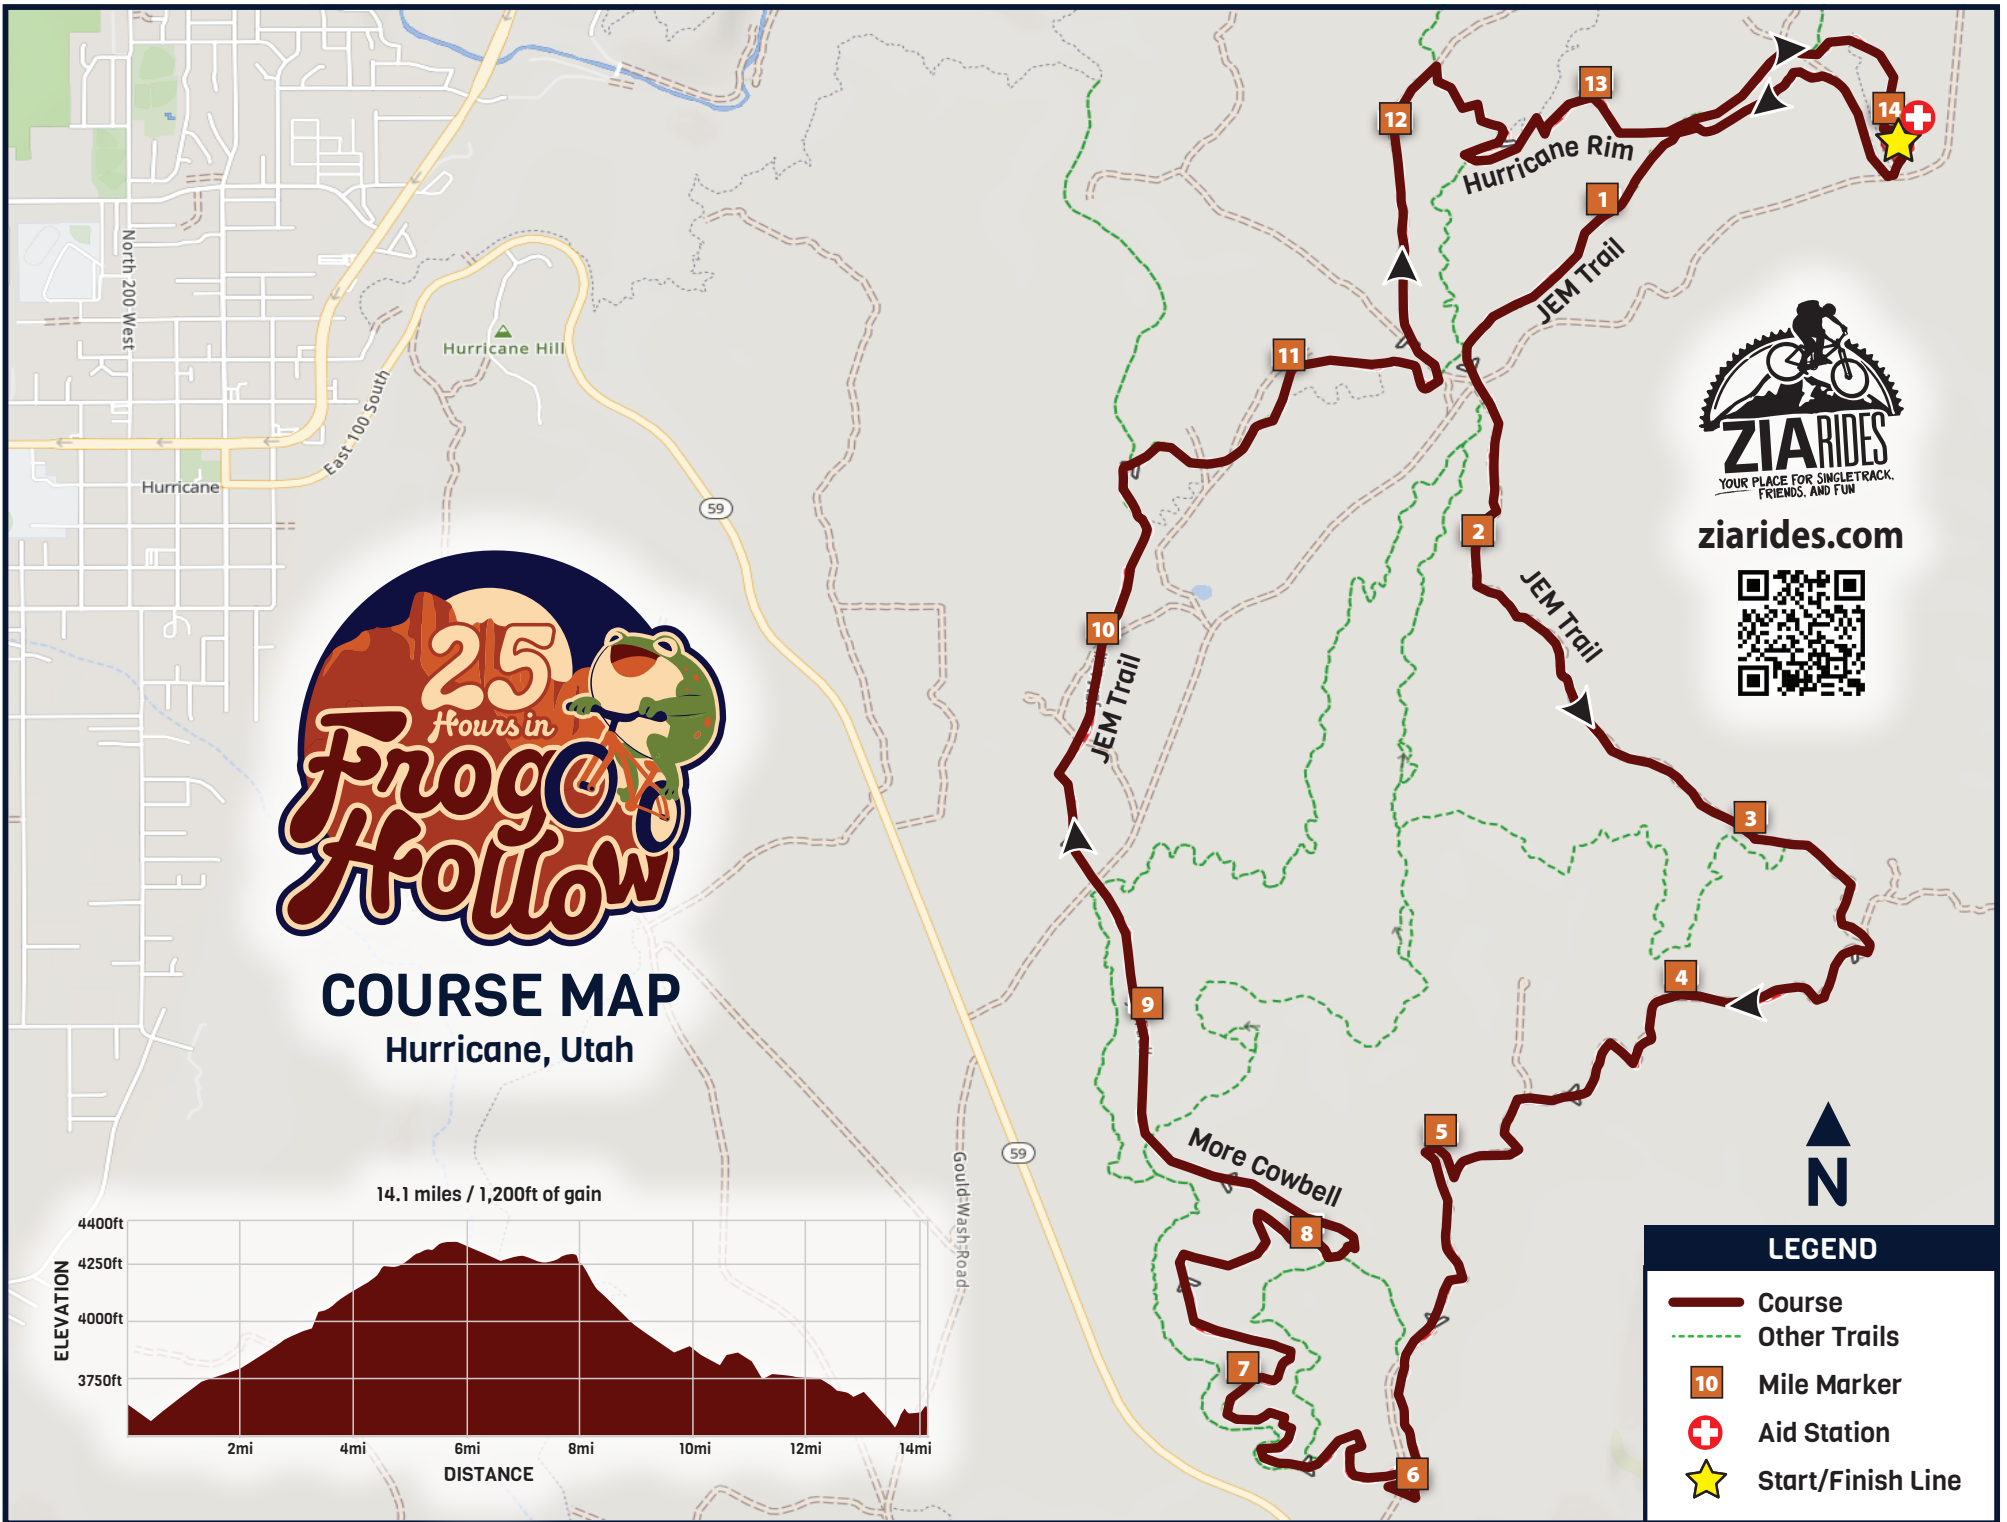 North 200 West
East 100 South
Hurricane
Hurricane Hill
59
59
Gould Wash Road
25
Hours in
Frog
Hollow
COURSE MAP
Hurricane, Utah
14.1 miles / 1,200ft of gain
ELEVATION
4400ft
4250ft
4000ft
3750ft
2mi
4mi
6mi
8mi
10mi
12mi
14mi
DISTANCE
12
13
14
Hurricane Rim
1
JEM Trail
11
2
JEM Trail
10
JEM Trail
3
4
9
5
More Cowbell
8
7
6
ZIARIDES
YOUR PLACE FOR SINGLETRACK,
FRIENDS, AND FUN
ziarides.com
N
LEGEND
Course
Other Trails
10 Mile Marker
Aid Station
Start/Finish Line